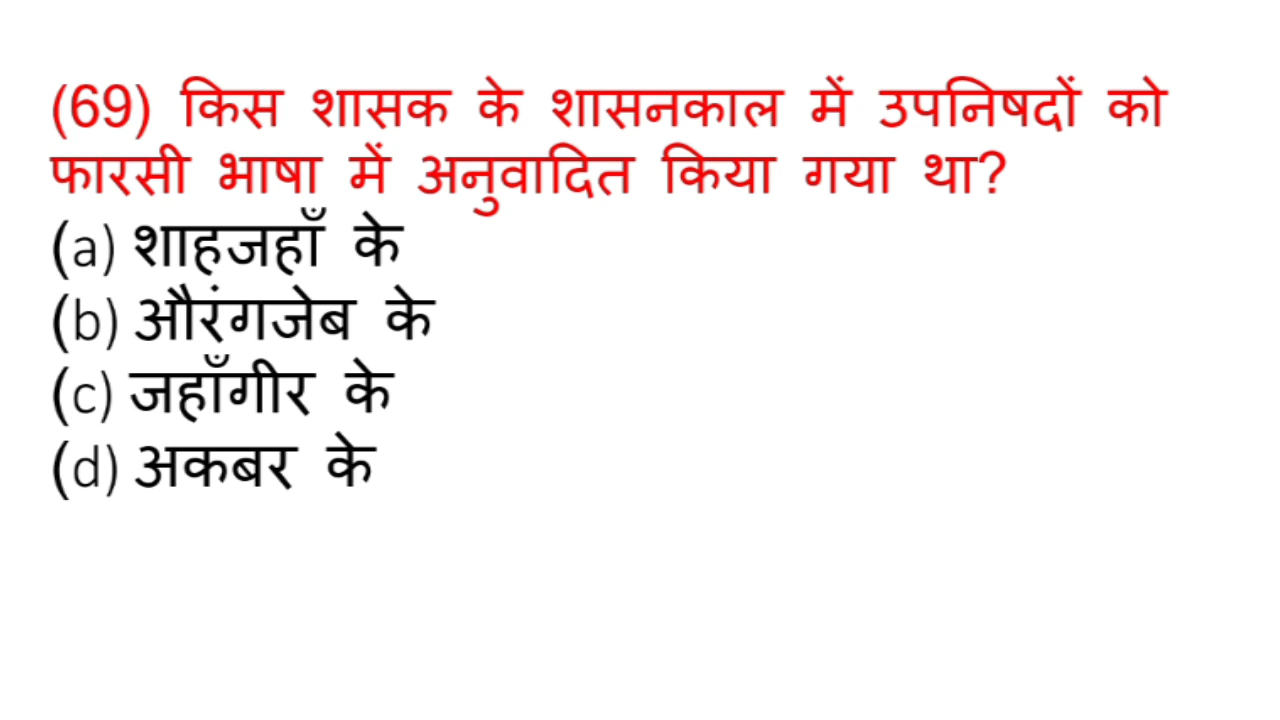 (69) किस शासक के शासनकाल में उपनिषदों को
फारसी भाषा में अनुवादित किया गया था?
(a) शाहजहाँ के
(b) औरंगजेब के
(c) जहाँगीर के
(d) अकबर के